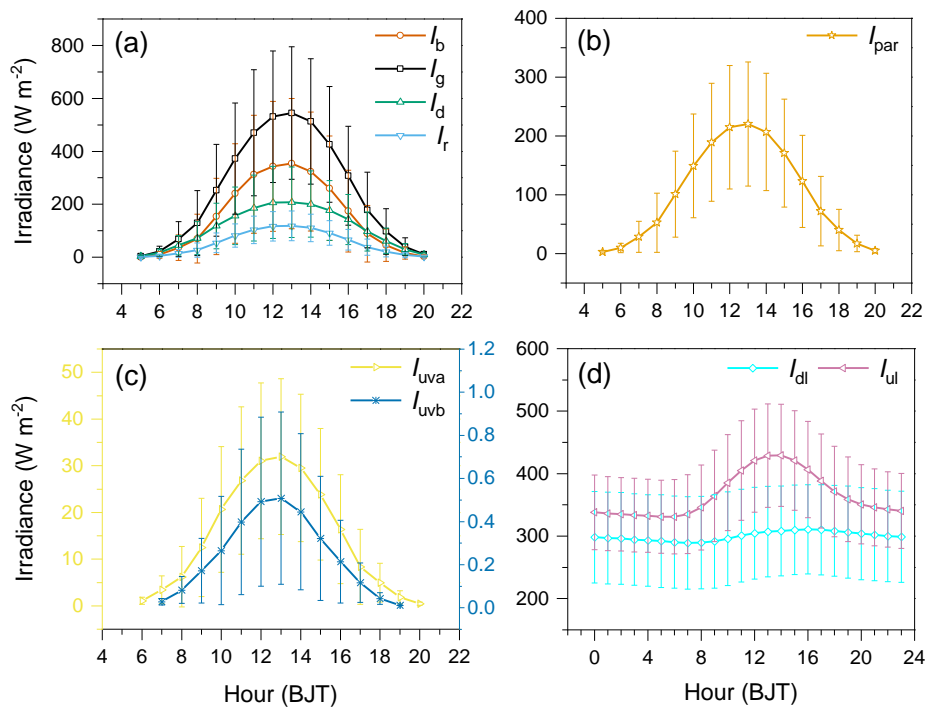 (a)
I_b
I_g
I_d
I_r
Irradiance (W m⁻²)
800
600
400
200
0
4 6 8 10 12 14 16 18 20 22
(b)
I_par
400
300
200
100
0
4 6 8 10 12 14 16 18 20 22
(c)
I_uva
I_uvb
Irradiance (W m⁻²)
50
40
30
20
10
0
1.2
1.0
0.8
0.6
0.4
0.2
0.0
4 6 8 10 12 14 16 18 20 22
Hour (BJT)
(d)
I_dl I_ul
600
500
400
300
200
0 4 8 12 16 20 24
Hour (BJT)